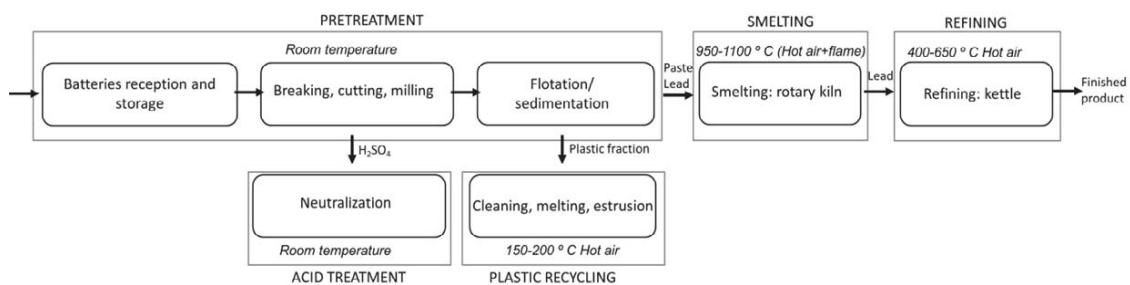 PRETREATMENT
Room temperature
Batteries reception and
storage
Breaking, cutting, milling
Flotation/
sedimentation
Paste
Lead
SMELTING
950-1100 º C (Hot air+flame)
Smelting: rotary kiln
Lead
REFINING
400-650 º C Hot air
Refining: kettle
Finished
product
H₂SO₄
Neutralization
Room temperature
ACID TREATMENT
Plastic fraction
Cleaning, melting, estrusion
150-200 º C Hot air
PLASTIC RECYCLING